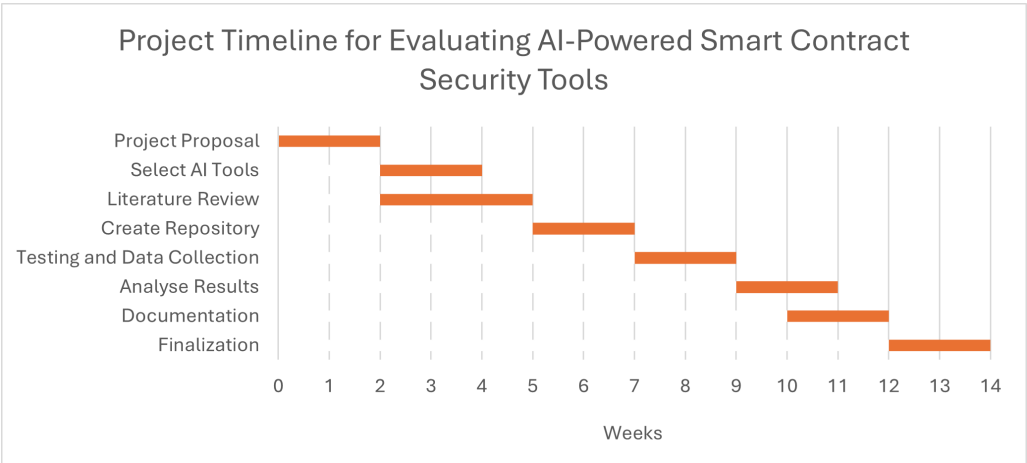 Project Timeline for Evaluating AI-Powered Smart Contract
Security Tools
Project Proposal
Select AI Tools
Literature Review
Create Repository
Testing and Data Collection
Analyse Results
Documentation
Finalization
0 1 2 3 4 5 6 7 8 9 10 11 12 13 14
Weeks